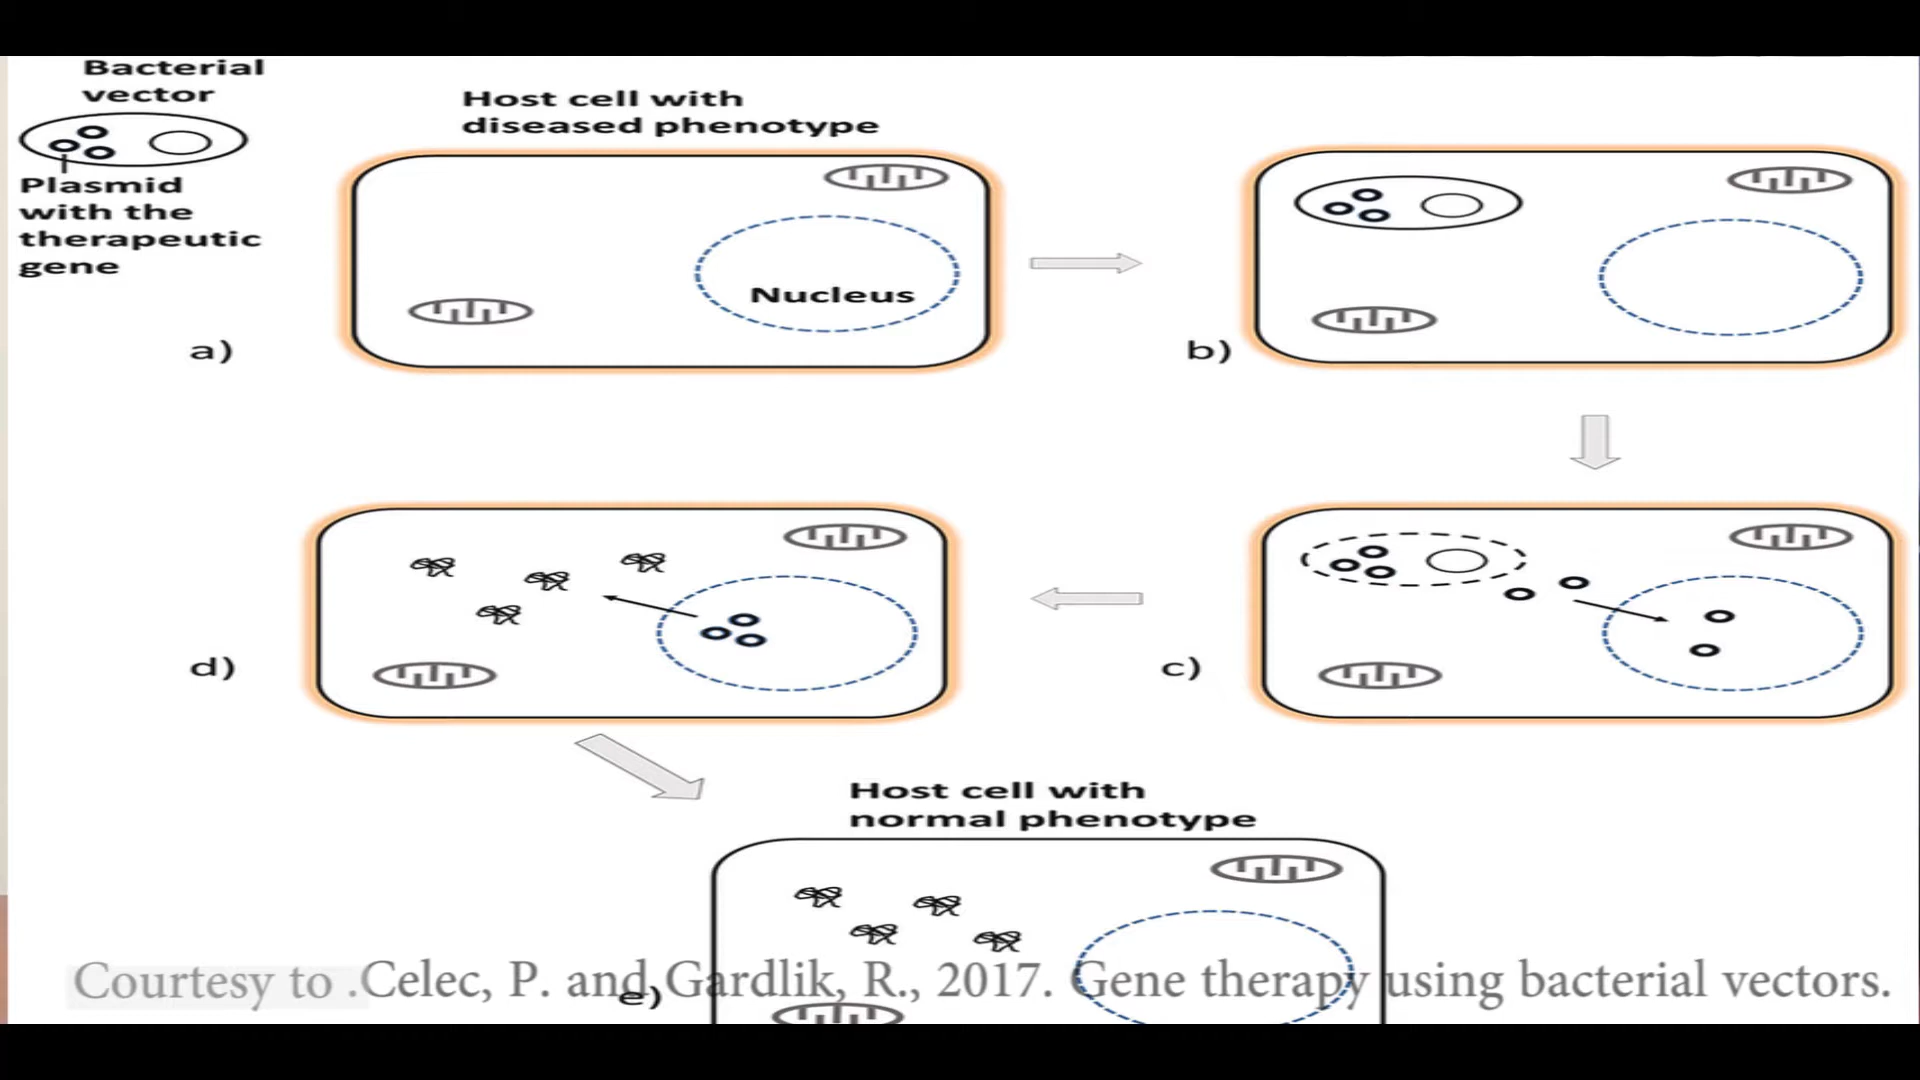 Bacterial
vector
Plasmid
with the
therapeutic
gene
Host cell with
diseased phenotype
Nucleus
a)
b)
c)
d)
Host cell with
normal phenotype
e)
Courtesy to .Celec, P. and Gardlik, R., 2017. Gene therapy using bacterial vectors.